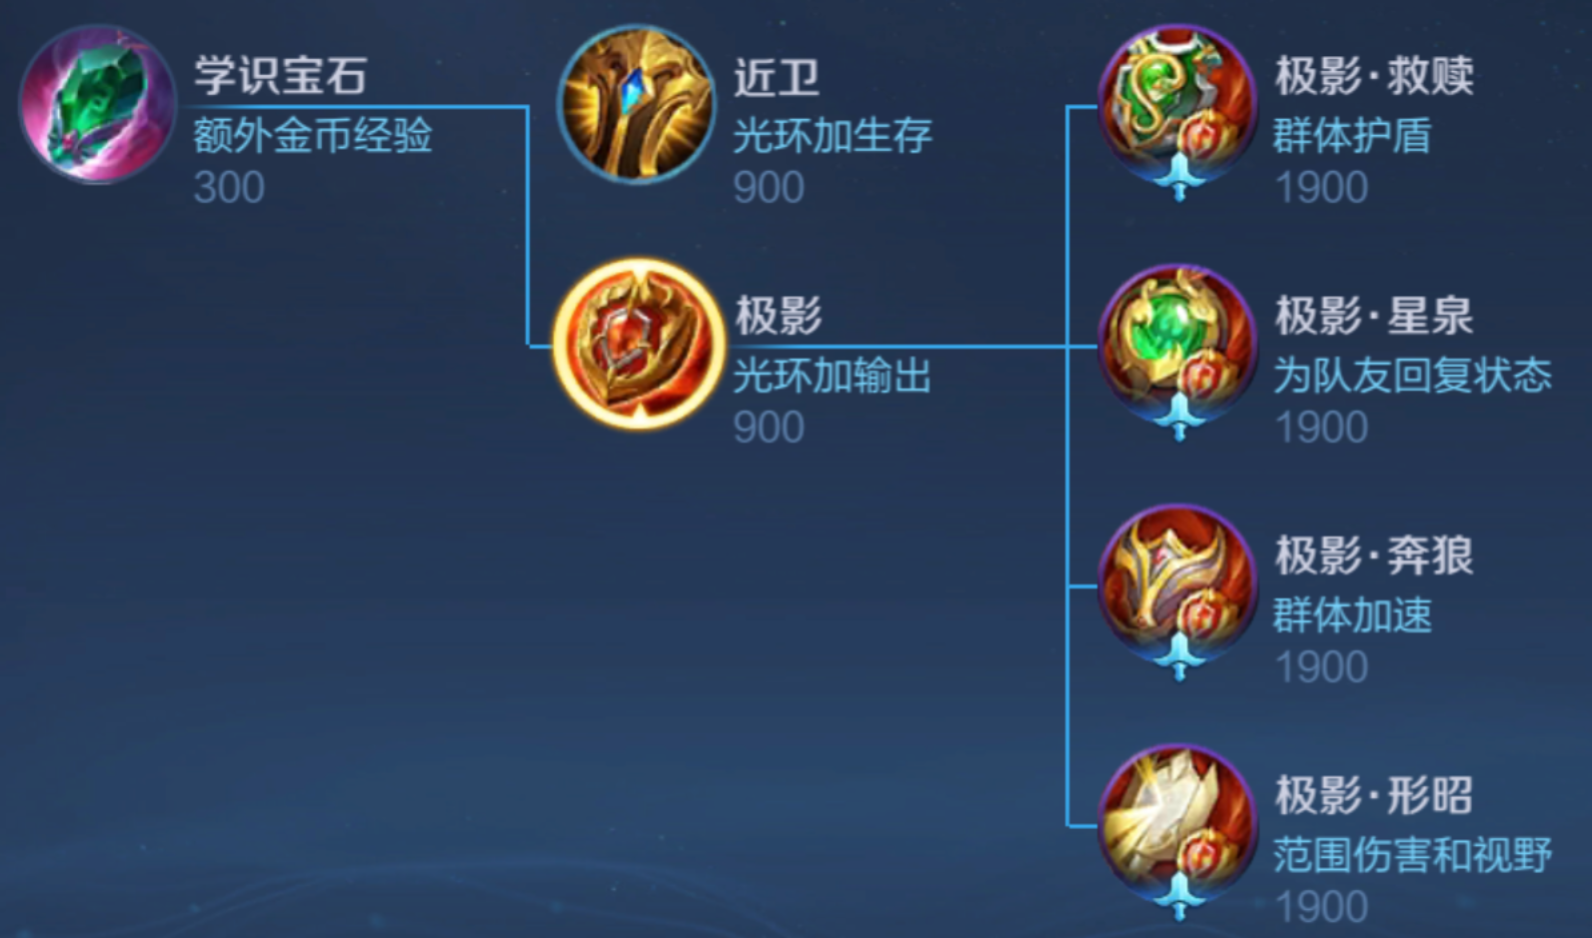 学识宝石
额外金币经验
300
近卫
光环加生存
900
极影
光环加输出
900
极影·救赎
群体护盾
1900
极影·星泉
为队友回复状态
1900
极影·奔狼
群体加速
1900
极影·形昭
范围伤害和视野
1900